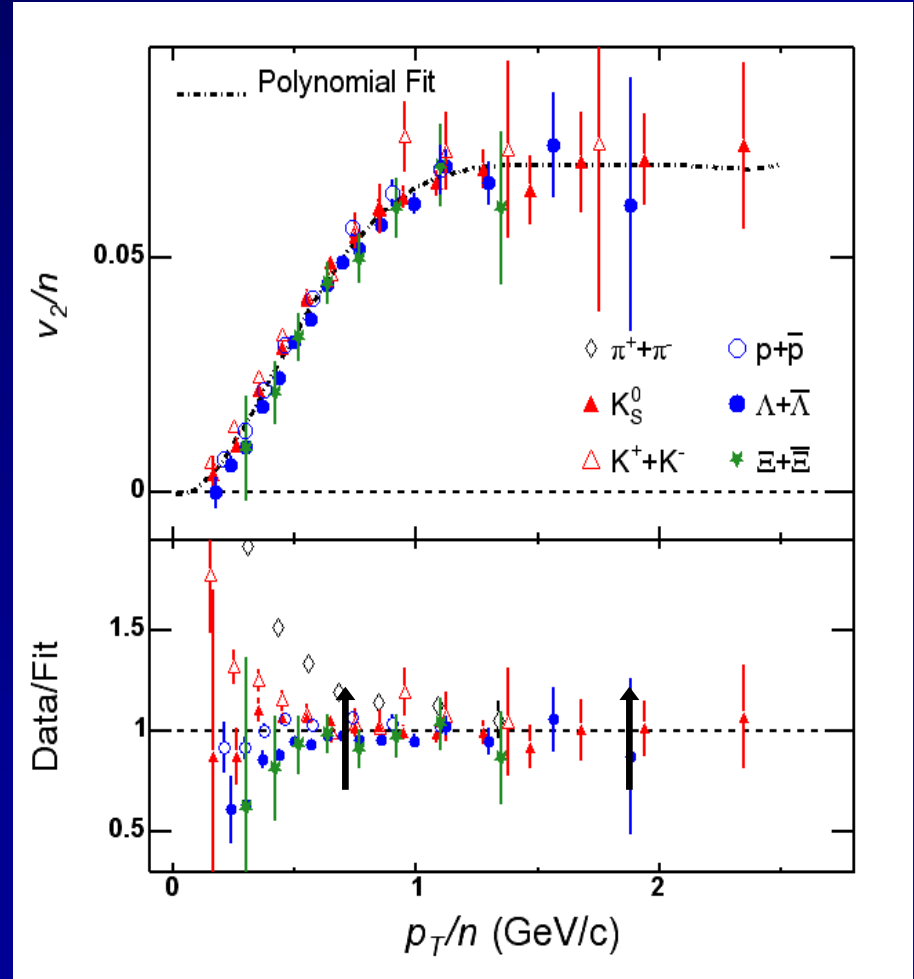 Polynomial Fit
0.05
v₂/n
π⁺+π⁻
p+p̅
K⁰S
Λ+Λ̅
K⁺+K⁻
Ξ+Ξ̅
0
1.5
Data/Fit
1
0.5
0 1 2
pT/n (GeV/c)